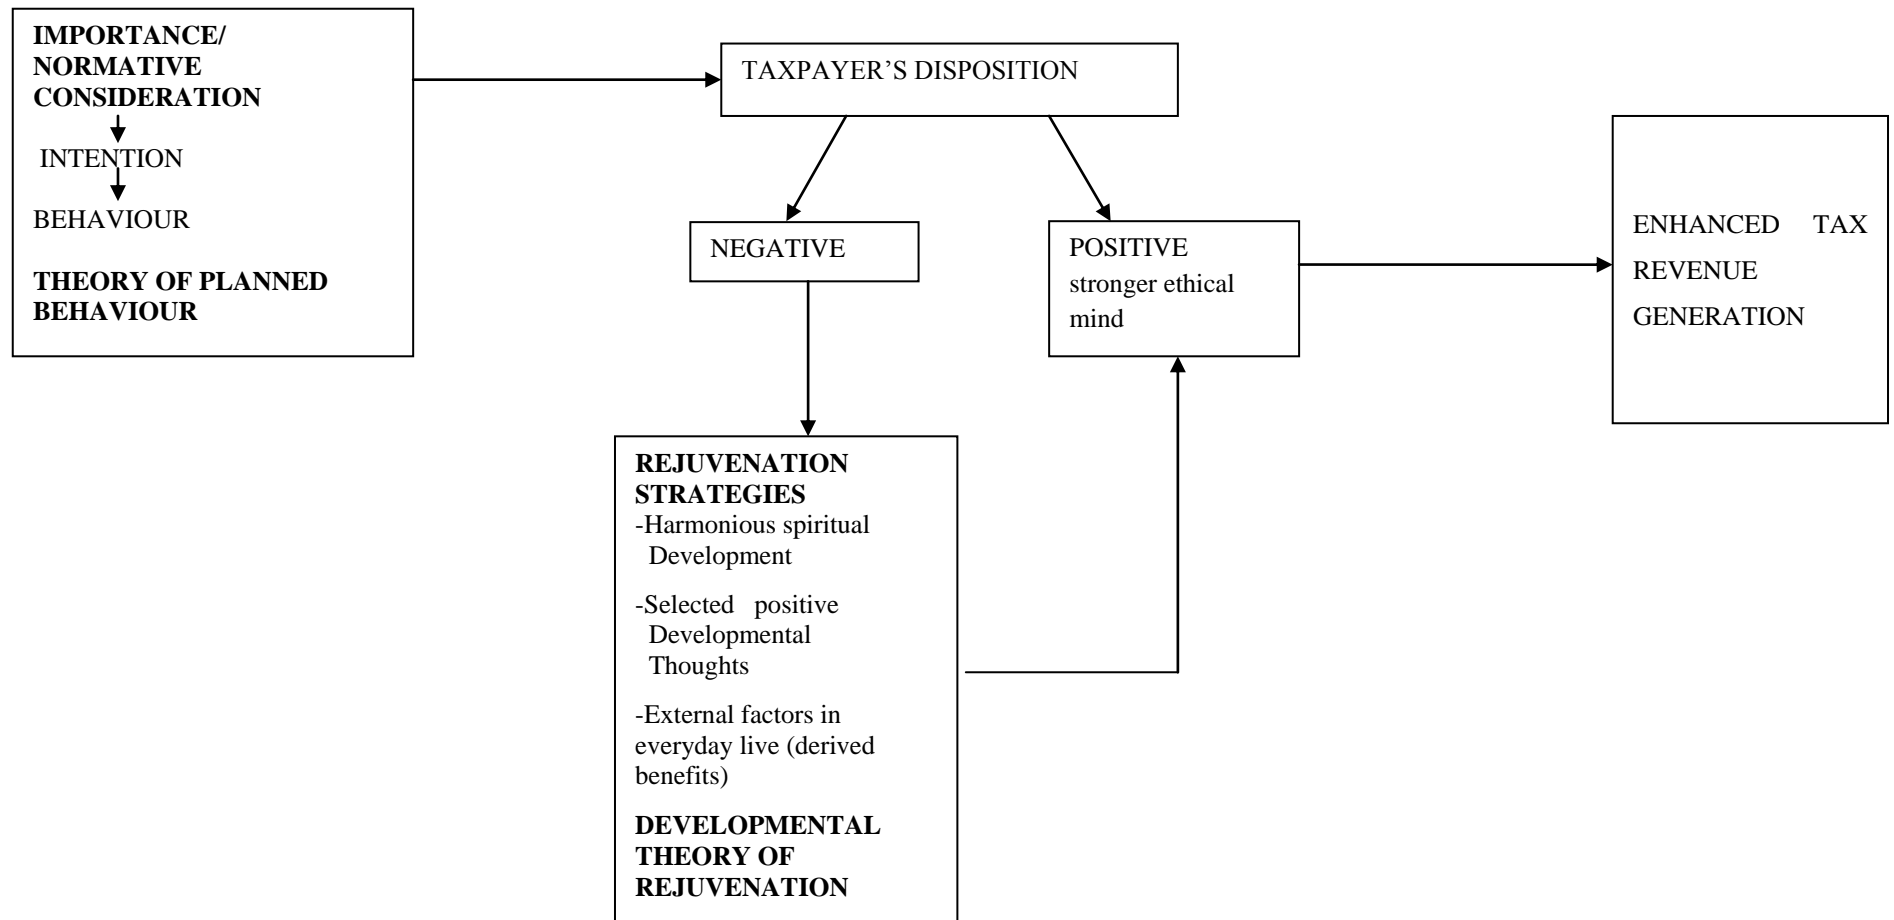 IMPORTANCE/
NORMATIVE
CONSIDERATION
INTENTION
BEHAVIOUR
THEORY OF PLANNED
BEHAVIOUR
TAXPAYER’S DISPOSITION
NEGATIVE
POSITIVE
stronger ethical
mind
ENHANCED TAX
REVENUE
GENERATION
REJUVENATION
STRATEGIES
-Harmonious spiritual
Development
-Selected positive
Developmental
Thoughts
-External factors in
everyday live (derived
benefits)
DEVELOPMENTAL
THEORY OF
REJUVENATION